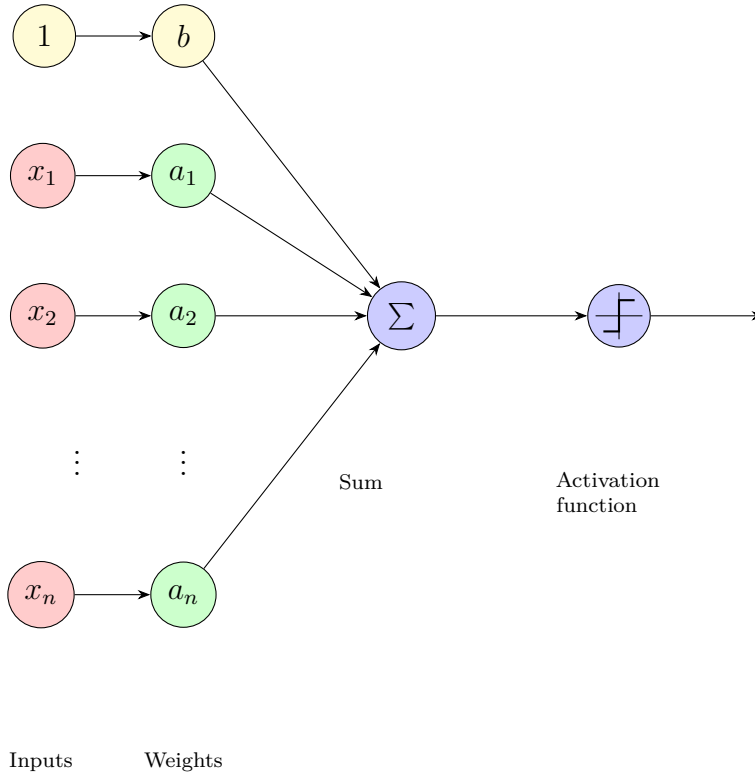 1 b
x₁ a₁
x₂ a₂ Σ
⋮ ⋮
Sum
Activation
function
xₙ aₙ
Inputs Weights